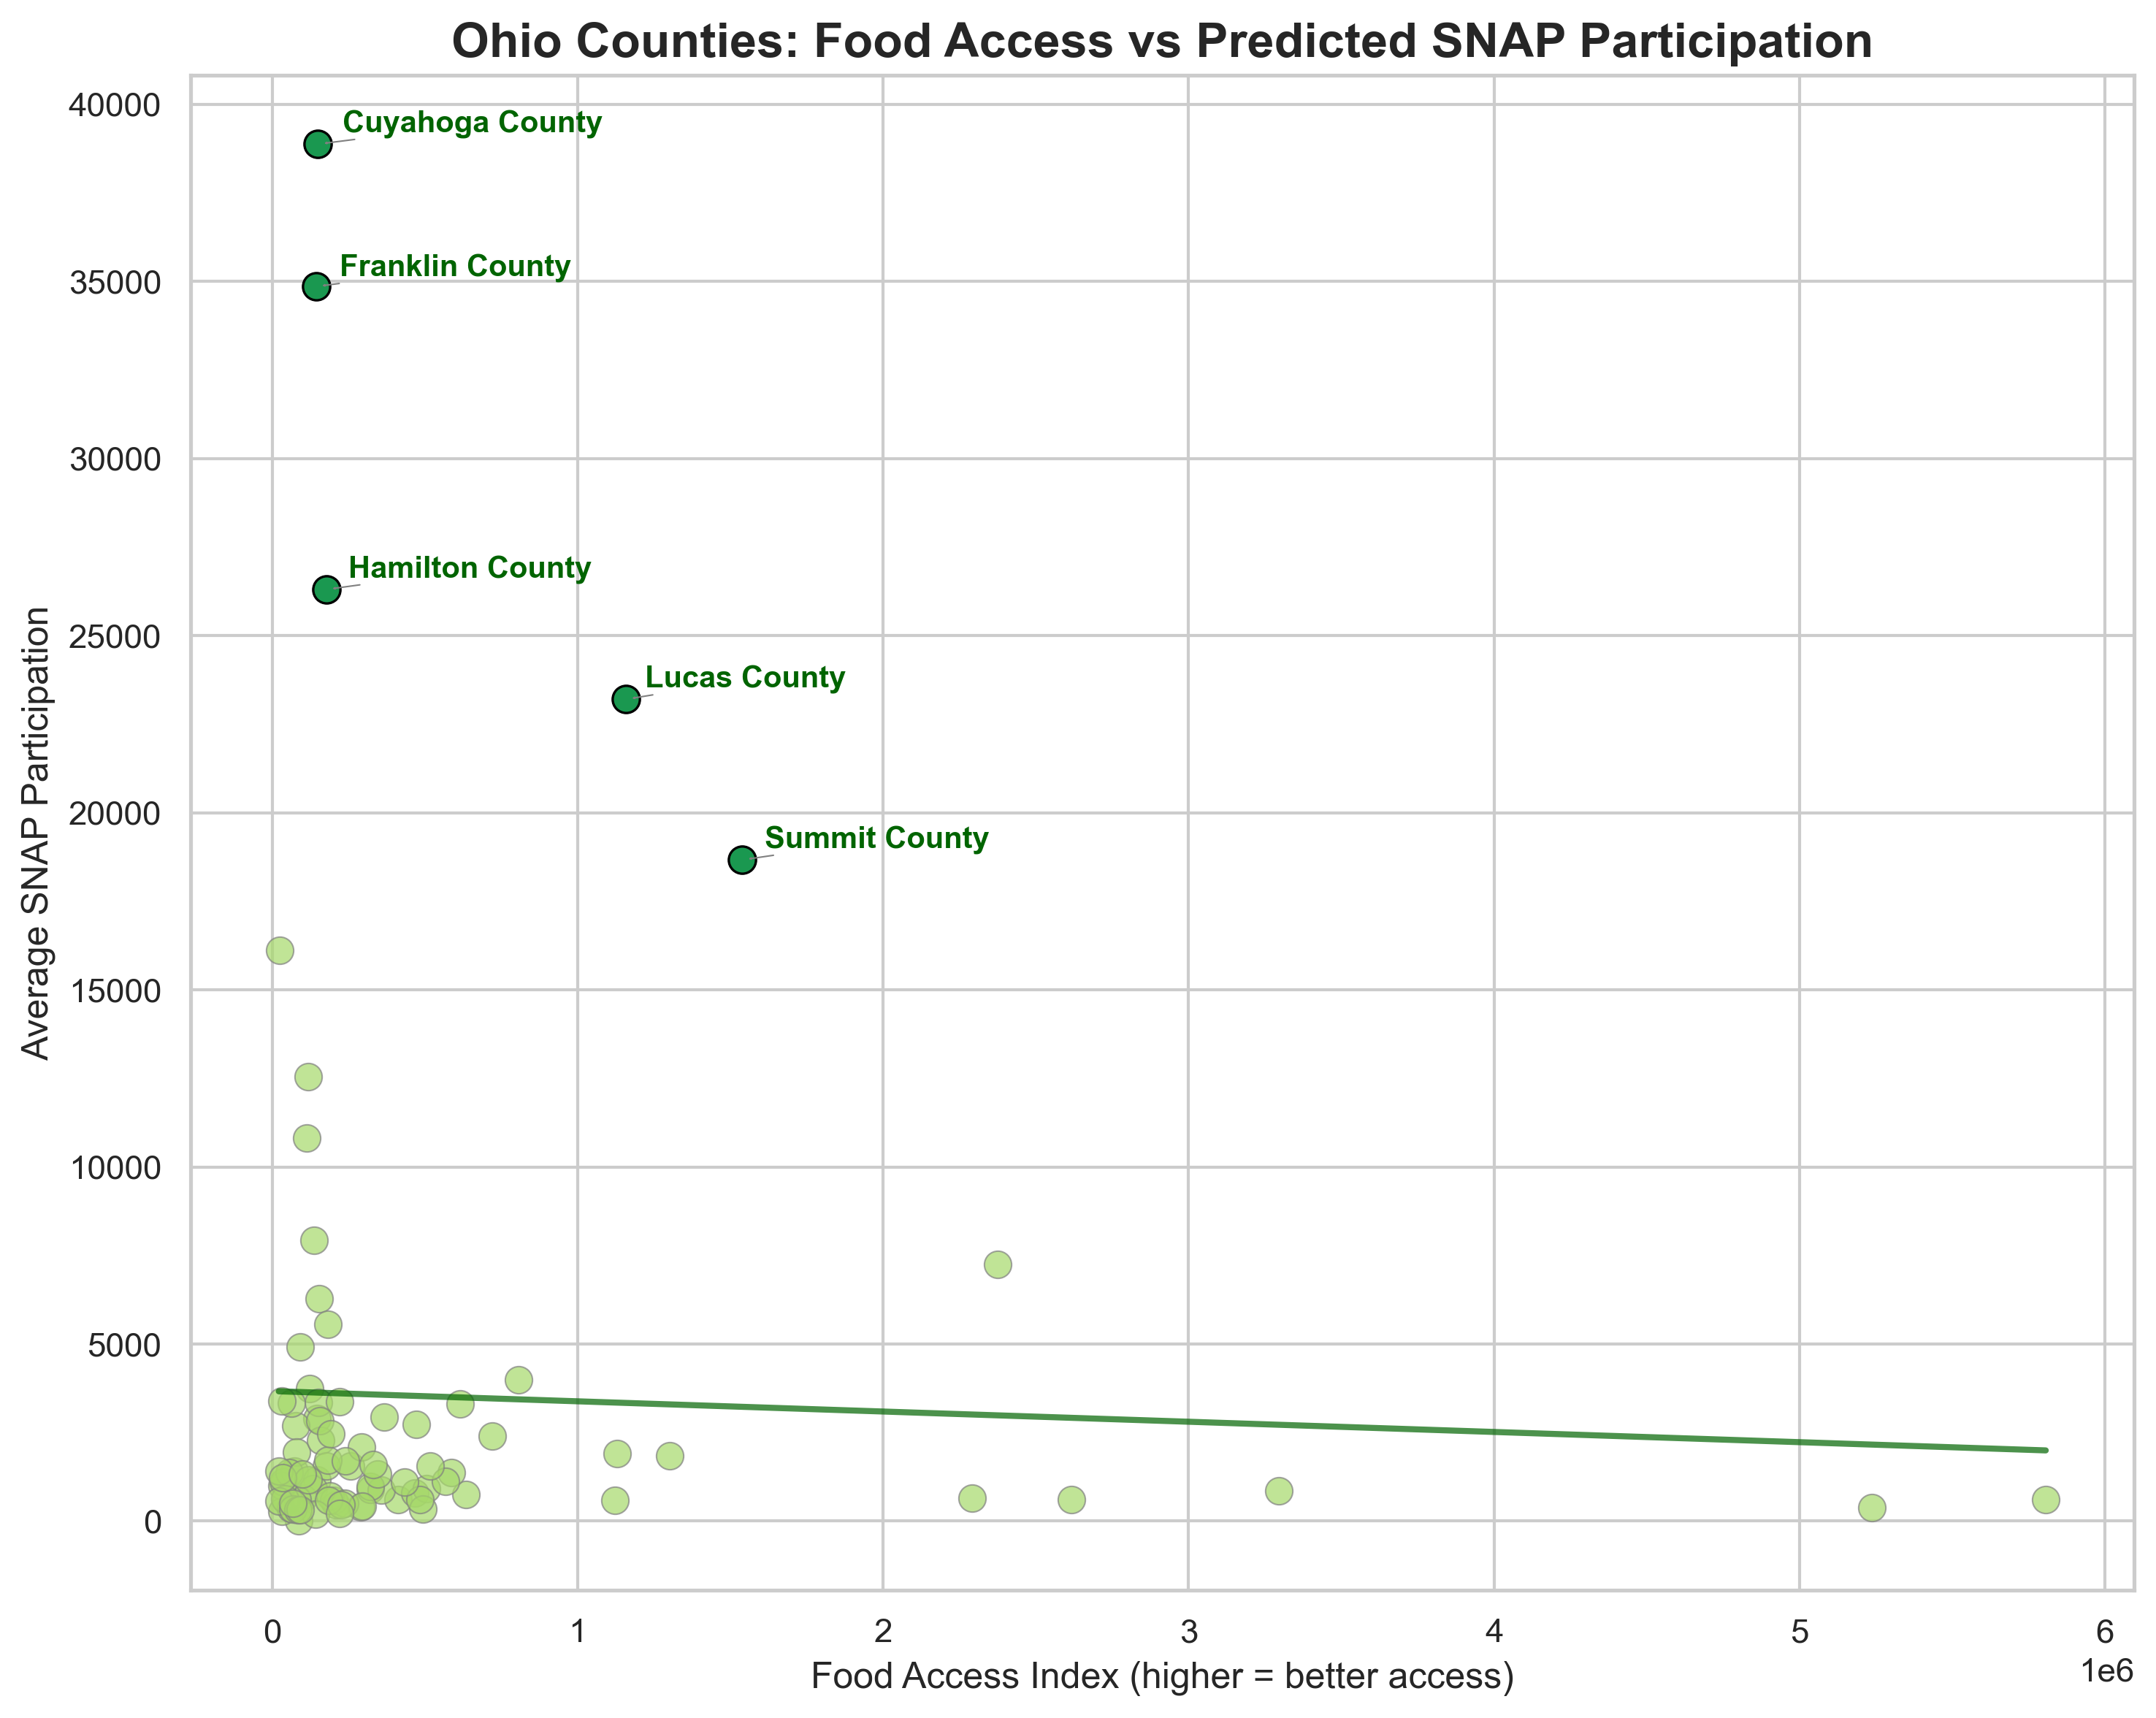 Ohio Counties: Food Access vs Predicted SNAP Participation
40000
35000
30000
25000
20000
15000
10000
5000
0
Average SNAP Participation
Cuyahoga County
Franklin County
Hamilton County
Lucas County
Summit County
0 1 2 3 4 5 6
1e6
Food Access Index (higher = better access)